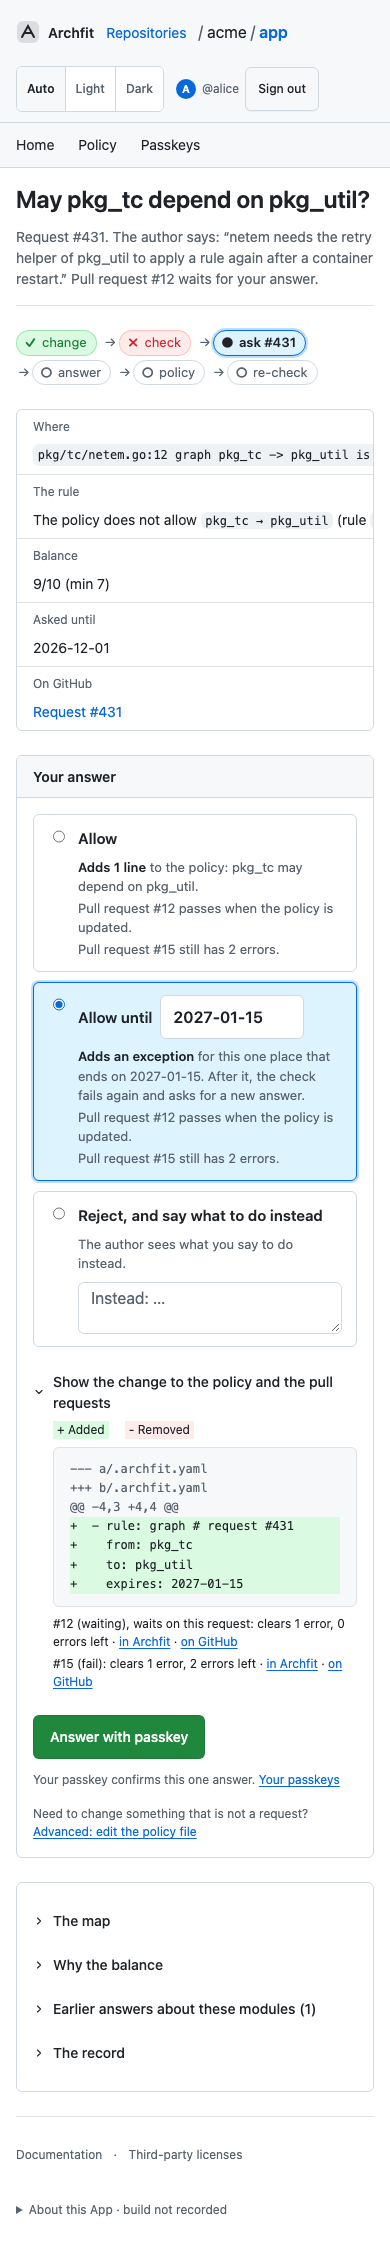 Archfit Repositories / acme / app
Auto Light Dark A @alice Sign out
Home Policy Passkeys
May pkg_tc depend on pkg_util?
Request #431. The author says: “netem needs the retry
helper of pkg_util to apply a rule again after a container
restart.” Pull request #12 waits for your answer.
change → check → ask #431
→ answer → policy → re-check
Where
pkg/tc/netem.go:12 graph pkg_tc -> pkg_util is
The rule
The policy does not allow pkg_tc → pkg_util (rule
Balance
9/10 (min 7)
Asked until
2026-12-01
On GitHub
Request #431
Your answer
Allow
Adds 1 line to the policy: pkg_tc may
depend on pkg_util.
Pull request #12 passes when the policy is
updated.
Pull request #15 still has 2 errors.
Allow until 2027-01-15
Adds an exception for this one place that
ends on 2027-01-15. After it, the check
fails again and asks for a new answer.
Pull request #12 passes when the policy is
updated.
Pull request #15 still has 2 errors.
Reject, and say what to do instead
The author sees what you say to do
instead.
Instead: ...
Show the change to the policy and the pull
requests
+ Added - Removed
--- a/.archfit.yaml
+++ b/.archfit.yaml
@@ -4,3 +4,4 @@
+  - rule: graph # request #431
+    from: pkg_tc
+    to: pkg_util
+    expires: 2027-01-15
#12 (waiting), waits on this request: clears 1 error, 0
errors left · in Archfit · on GitHub
#15 (fail): clears 1 error, 2 errors left · in Archfit · on
GitHub
Answer with passkey
Your passkey confirms this one answer. Your passkeys
Need to change something that is not a request?
Advanced: edit the policy file
The map
Why the balance
Earlier answers about these modules (1)
The record
Documentation · Third-party licenses
About this App · build not recorded